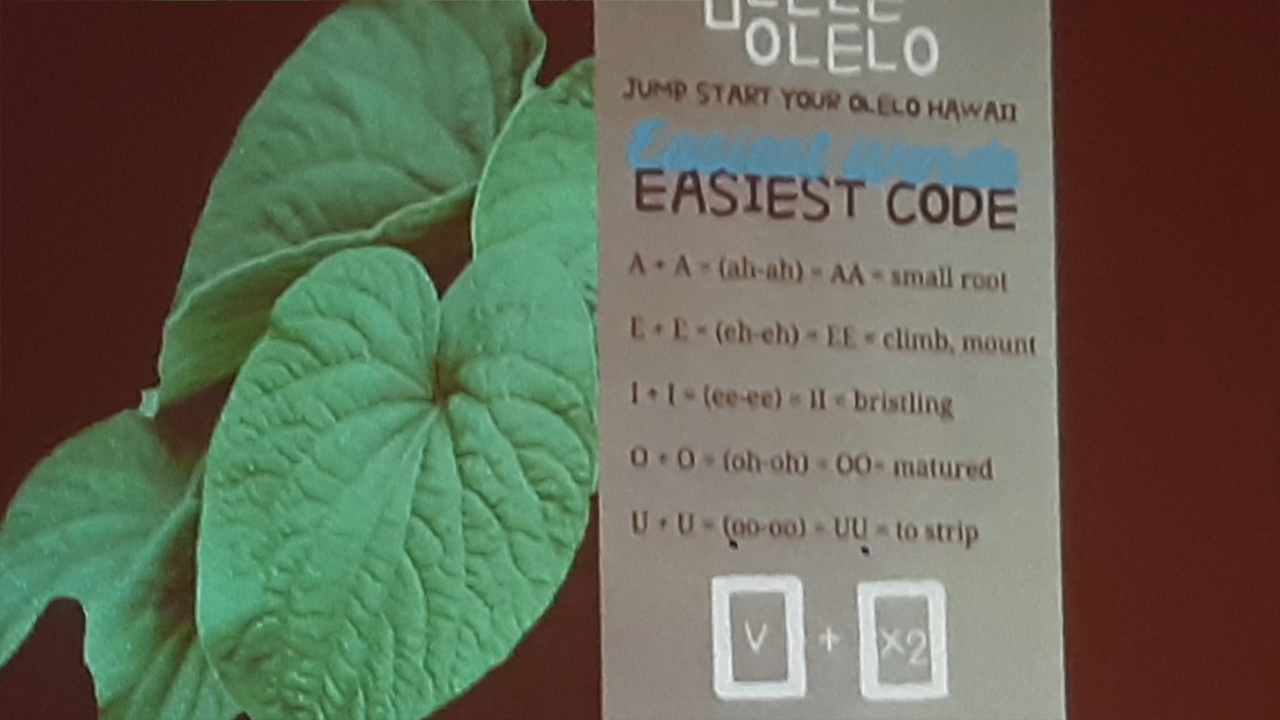 OLELO
JUMP START YOUR OLELO HAWAII
EASIEST CODE
A + A = (ah-ah) = AA = small root
E + E = (eh-eh) = EE = climb, mount
I + I = (ee-ee) = II = bristling
O + O = (oh-oh) = OO= matured
U + U = (oo-oo) = UU = to strip
V + X2